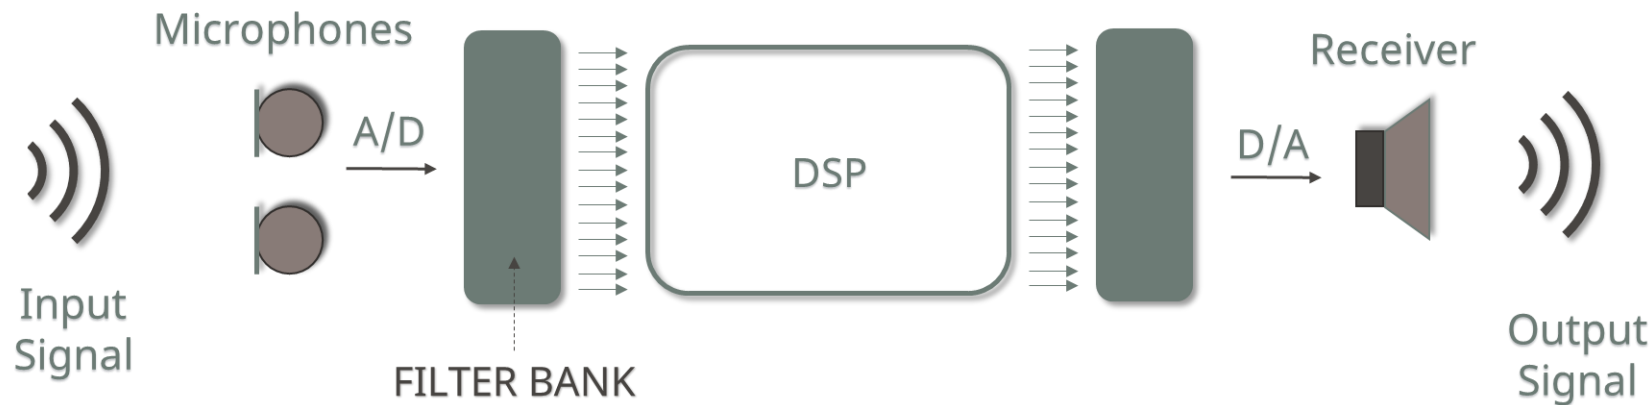 Microphones
A/D
DSP
D/A
Receiver
Input
Signal
FILTER BANK
Output
Signal